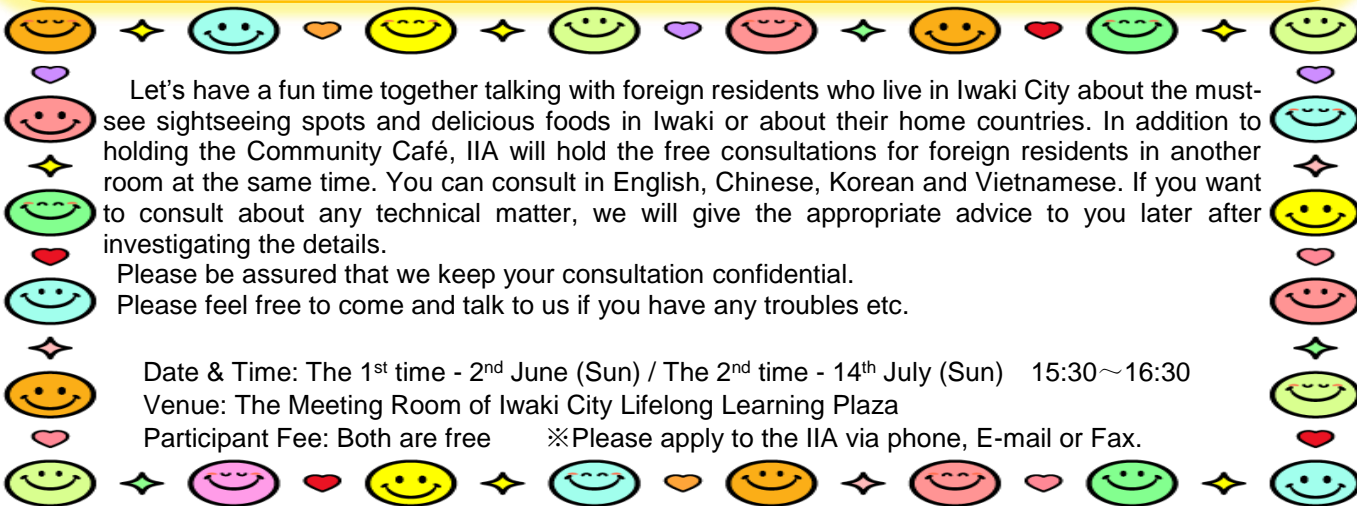 Let’s have a fun time together talking with foreign residents who live in Iwaki City about the must-
see sightseeing spots and delicious foods in Iwaki or about their home countries. In addition to
holding the Community Café, IIA will hold the free consultations for foreign residents in another
room at the same time. You can consult in English, Chinese, Korean and Vietnamese. If you want
to consult about any technical matter, we will give the appropriate advice to you later after
investigating the details.
Please be assured that we keep your consultation confidential.
Please feel free to come and talk to us if you have any troubles etc.
Date & Time: The 1st time - 2nd June (Sun) / The 2nd time - 14th July (Sun) 15:30～16:30
Venue: The Meeting Room of Iwaki City Lifelong Learning Plaza
Participant Fee: Both are free ※Please apply to the IIA via phone, E-mail or Fax.